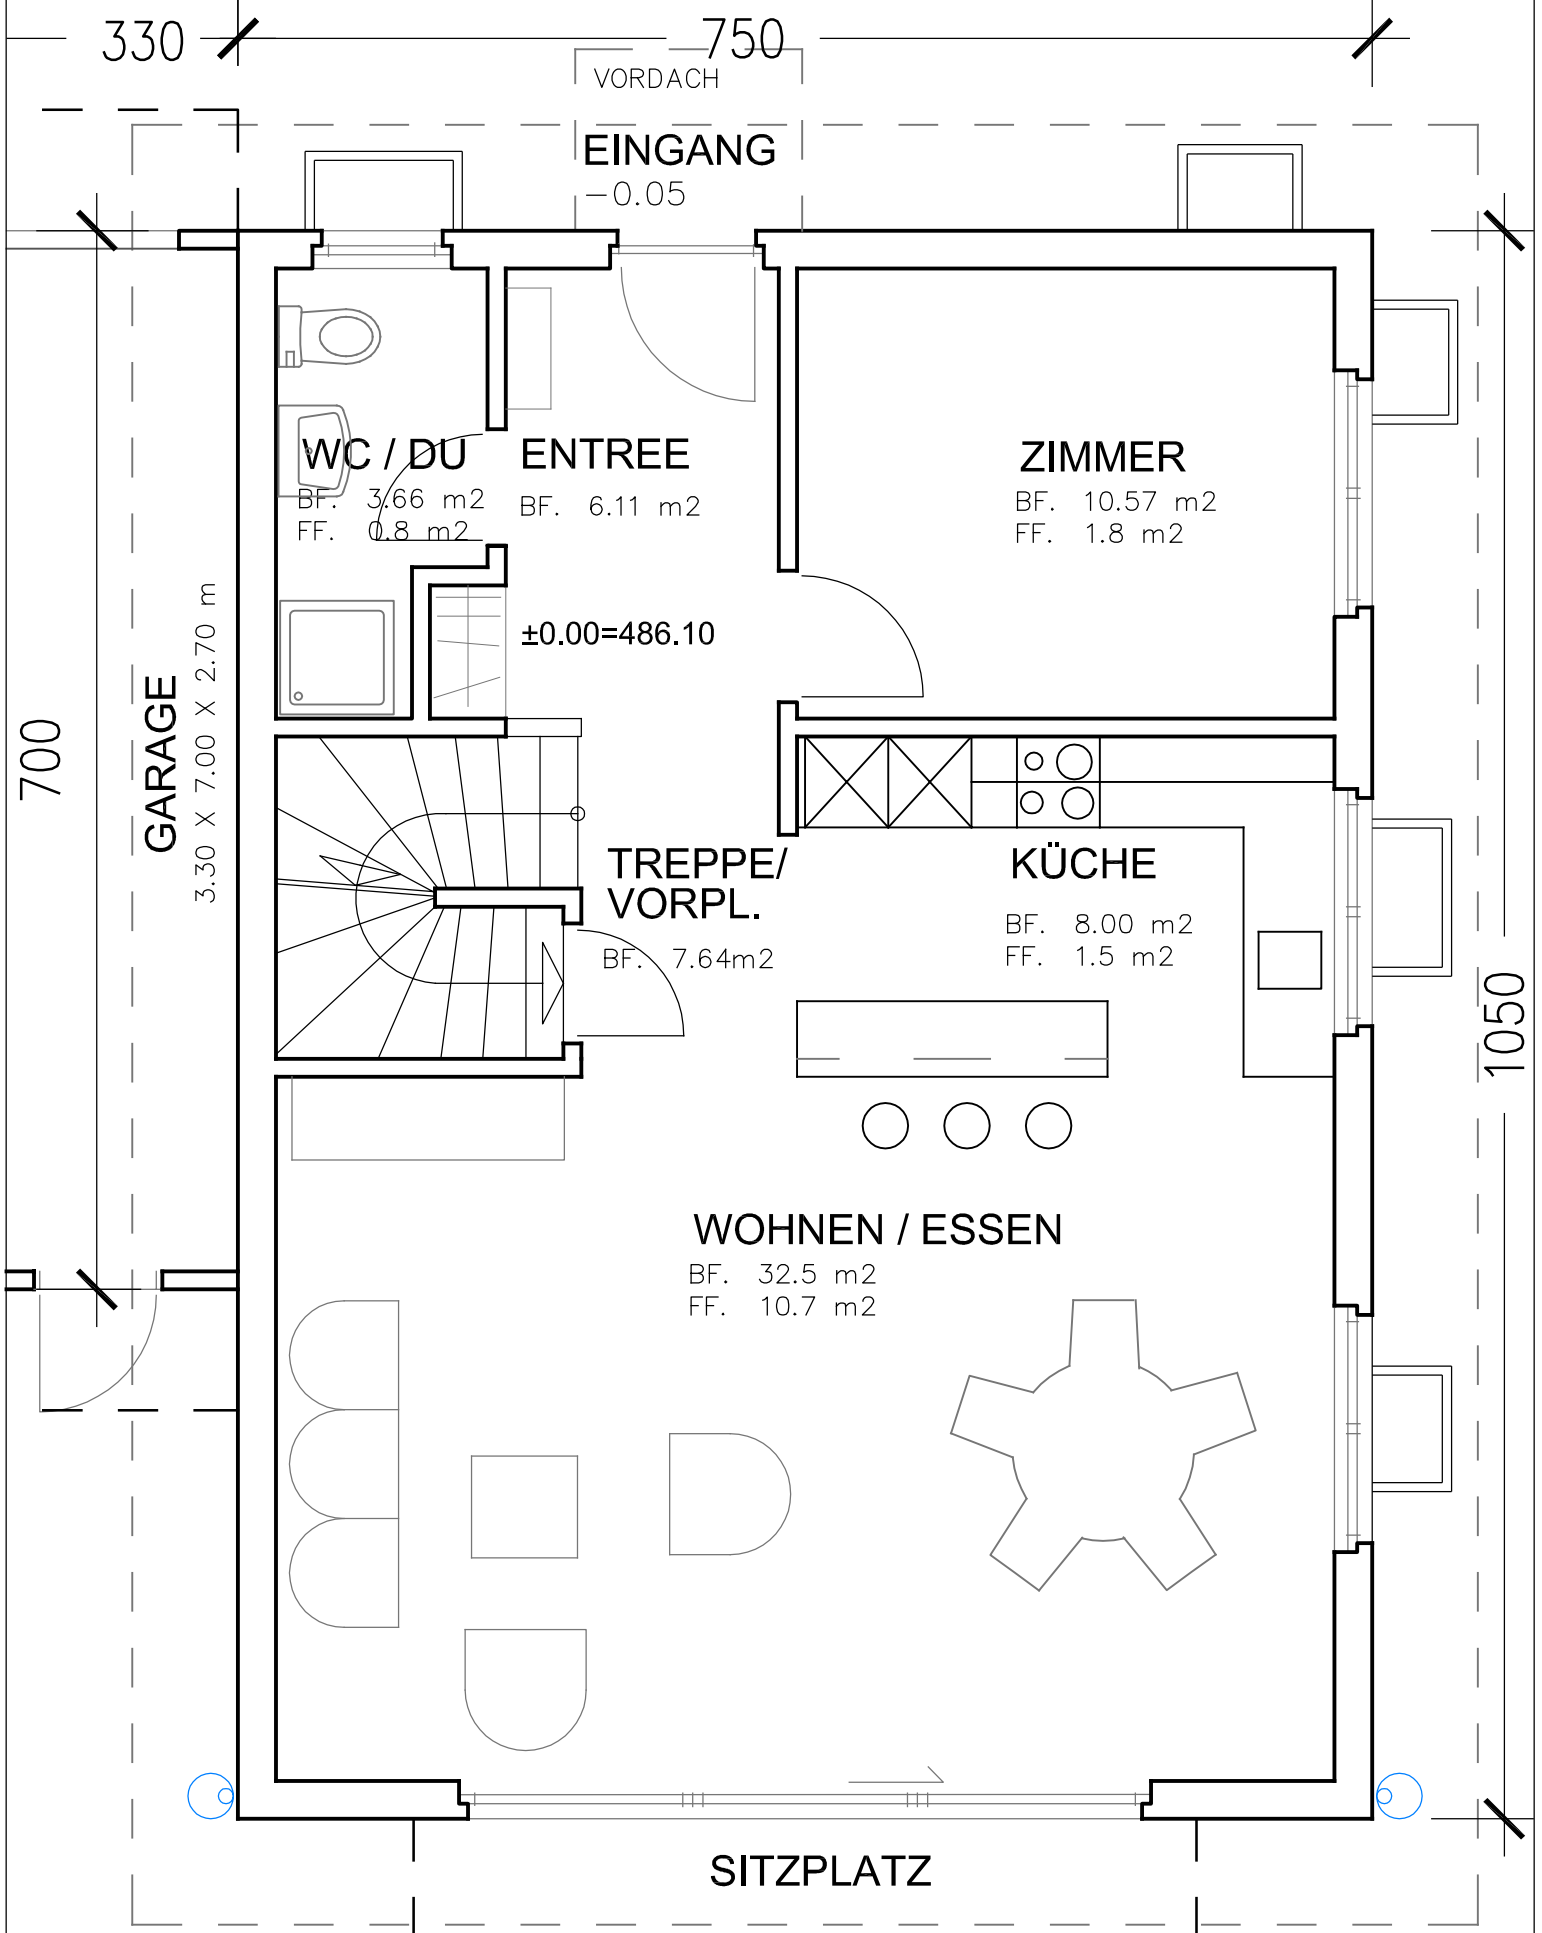 330
750
VORDACH
EINGANG
-0.05
WC / DU
BF. 3.66 m2
FF. 0.8 m2
ENTREE
BF. 6.11 m2
ZIMMER
BF. 10.57 m2
FF. 1.8 m2
±0.00=486.10
700
GARAGE
3.30 X 7.00 X 2.70 m
TREPPE/
VORPL.
BF. 7.64m2
KÜCHE
BF. 8.00 m2
FF. 1.5 m2
1050
WOHNEN / ESSEN
BF. 32.5 m2
FF. 10.7 m2
SITZPLATZ